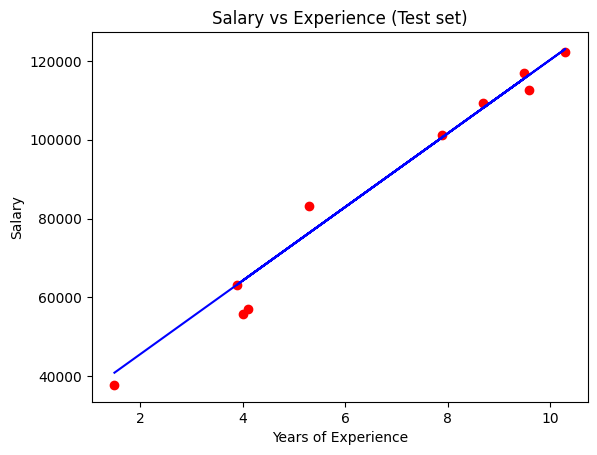 Salary vs Experience (Test set)
120000
100000
80000
60000
40000
Salary
2 4 6 8 10
Years of Experience